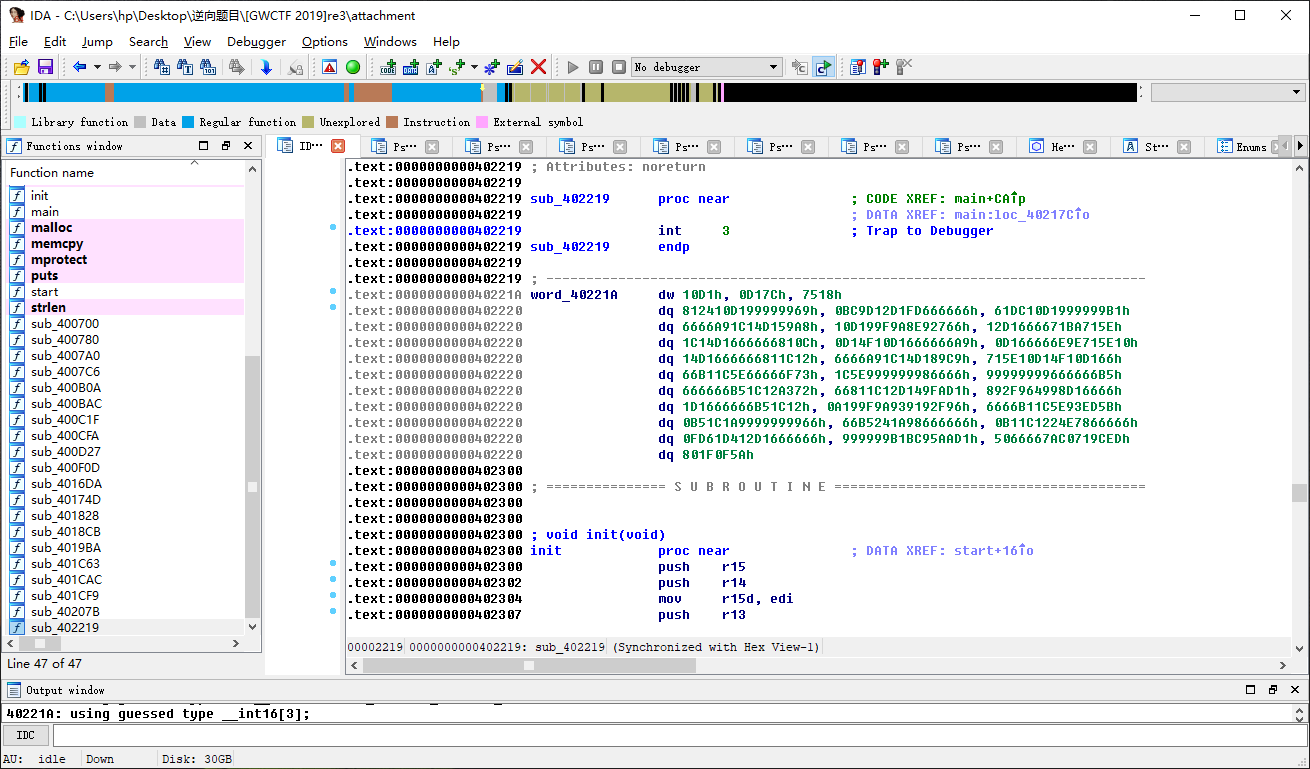 IDA - C:\Users\hp\Desktop\逆向题目\[GWCTF 2019]re3\attachment
File Edit Jump Search View Debugger Options Windows Help
No debugger
Library function Data Regular function Unexplored Instruction External symbol
Functions window
ID··· Ps··· Ps··· Ps··· Ps··· Ps··· Ps··· Ps··· He··· St··· Enums
Function name
init
main
malloc
memcpy
mprotect
puts
start
strlen
sub_400700
sub_400780
sub_4007A0
sub_4007C6
sub_400B0A
sub_400BAC
sub_400C1F
sub_400CFA
sub_400D27
sub_400F0D
sub_4016DA
sub_40174D
sub_401828
sub_4018CB
sub_4019BA
sub_401C63
sub_401CAC
sub_401CF9
sub_40207B
sub_402219
Line 47 of 47
.text:0000000000402219 ; Attributes: noreturn
.text:0000000000402219
.text:0000000000402219 sub_402219 proc near ; CODE XREF: main+CA↑p
.text:0000000000402219 ; DATA XREF: main:loc_40217C↑o
.text:0000000000402219 int 3 ; Trap to Debugger
.text:0000000000402219 sub_402219 endp
.text:0000000000402219
.text:0000000000402219 ; ---------------------------------------------------------------------------
.text:000000000040221A word_40221A dw 10D1h, 0D17Ch, 7518h
.text:0000000000402220 dq 812410D199999969h, 0BC9D12D1FD666666h, 61DC10D1999999B1h
.text:0000000000402220 dq 6666A91C14D159A8h, 10D199F9A8E92766h, 12D1666671BA715Eh
.text:0000000000402220 dq 1C14D1666666810Ch, 0D14F10D1666666A9h, 0D166666E9E715E10h
.text:0000000000402220 dq 14D1666666811C12h, 6666A91C14D189C9h, 715E10D14F10D166h
.text:0000000000402220 dq 66B11C5E66666F73h, 1C5E999999986666h, 99999999666666B5h
.text:0000000000402220 dq 666666B51C12A372h, 66811C12D149FAD1h, 892F964998D16666h
.text:0000000000402220 dq 1D1666666B51C12h, 0A199F9A939192F96h, 6666B11C5E93ED5Bh
.text:0000000000402220 dq 0B51C1A9999999966h, 66B5241A98666666h, 0B11C1224E7866666h
.text:0000000000402220 dq 0FD61D412D1666666h, 999999B1BC95AAD1h, 5066667AC0719CEDh
.text:0000000000402220 dq 801F0F5Ah
.text:0000000000402300
.text:0000000000402300 ; =============== S U B R O U T I N E =======================================
.text:0000000000402300
.text:0000000000402300
.text:0000000000402300 ; void init(void)
.text:0000000000402300 init proc near ; DATA XREF: start+16↑o
.text:0000000000402300 push r15
.text:0000000000402302 push r14
.text:0000000000402304 mov r15d, edi
.text:0000000000402307 push r13
00002219 0000000000402219: sub_402219 (Synchronized with Hex View-1)
Output window
40221A: using guessed type __int16[3];
IDC
AU: idle Down Disk: 30GB